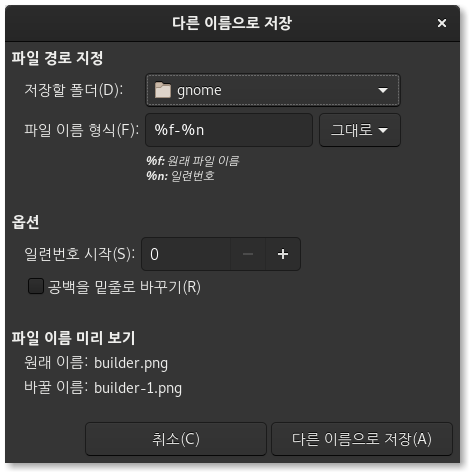 다른 이름으로 저장
파일 경로 지정
저장할 폴더(D): gnome
파일 이름 형식(F): %f-%n 그대로
%f: 원래 파일 이름
%n: 일련번호
옵션
일련번호 시작(S): 0
공백을 밑줄로 바꾸기(R)
파일 이름 미리 보기
원래 이름: builder.png
바꿀 이름: builder-1.png
취소(C) 다른 이름으로 저장(A)